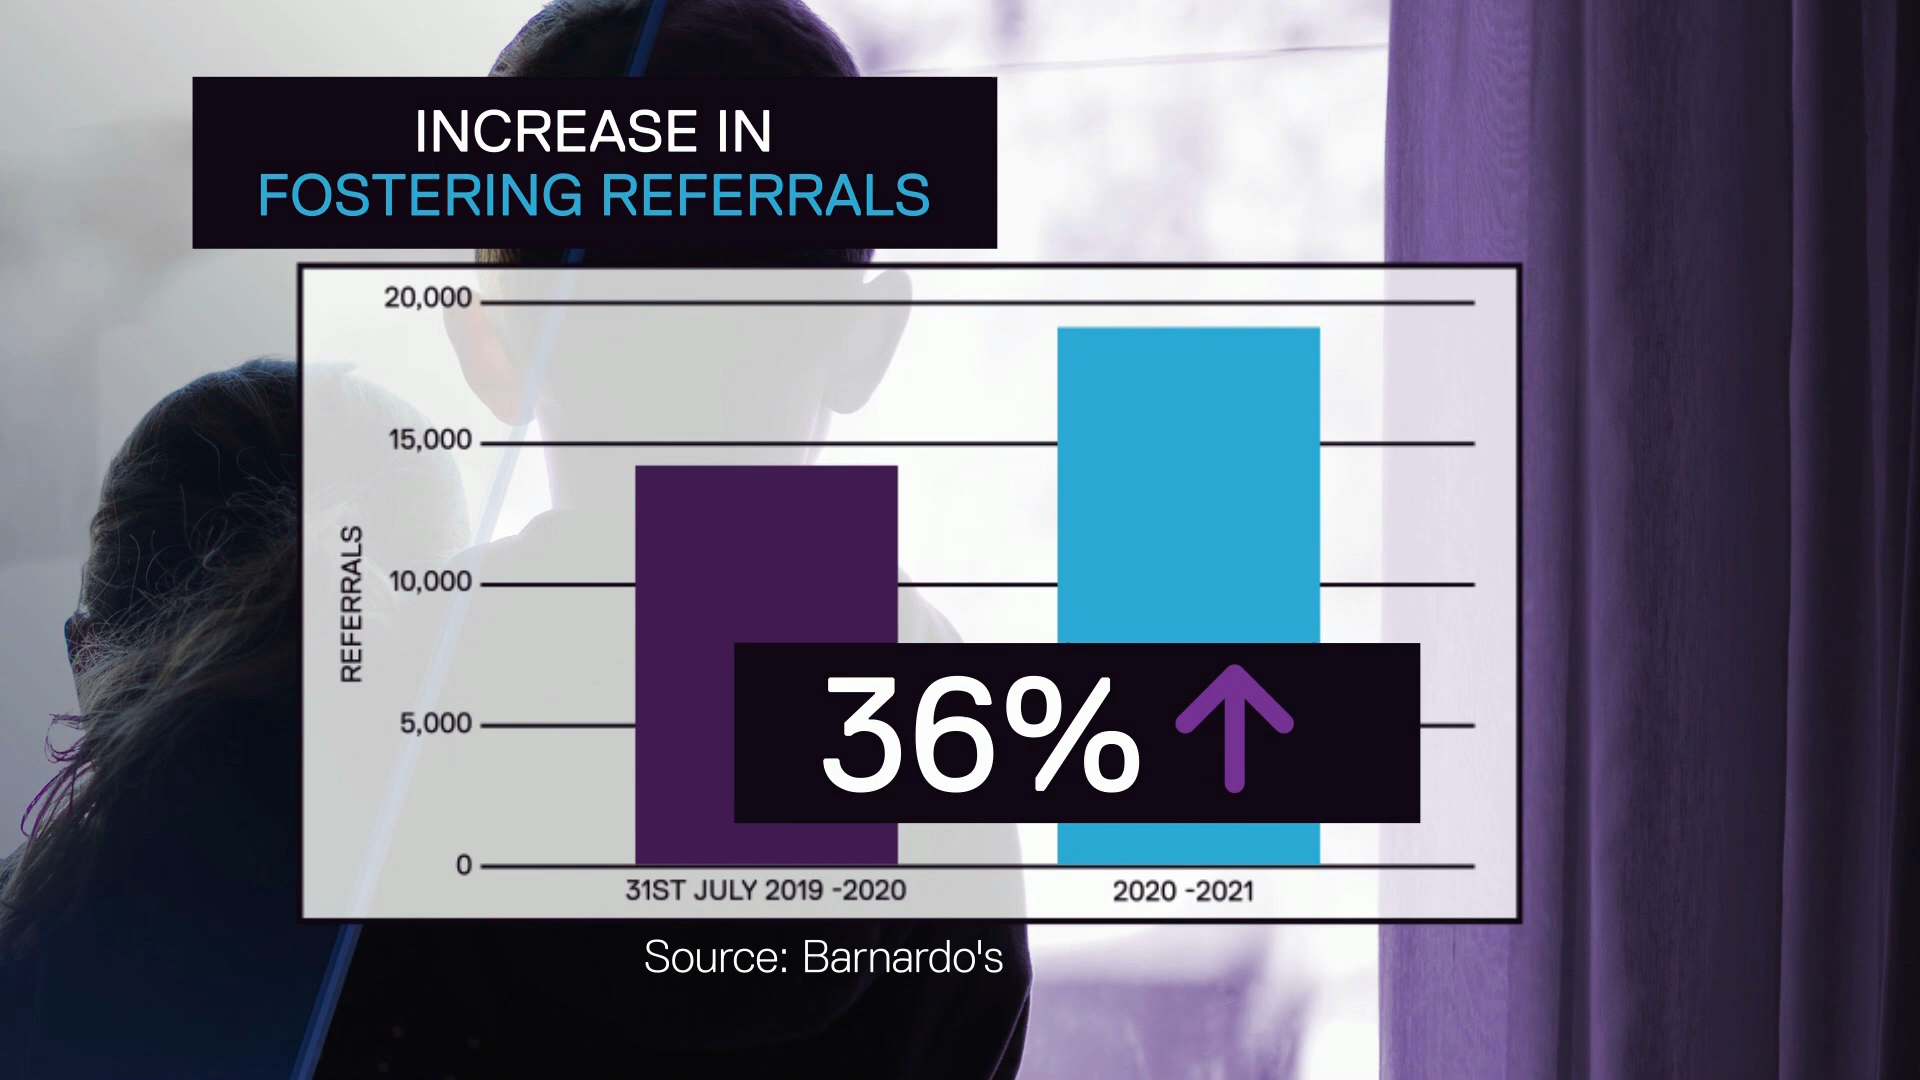 INCREASE IN
FOSTERING REFERRALS
20,000
15,000
10,000
5,000
0
REFERRALS
36%
31ST JULY 2019 -2020
2020 -2021
Source: Barnardo's